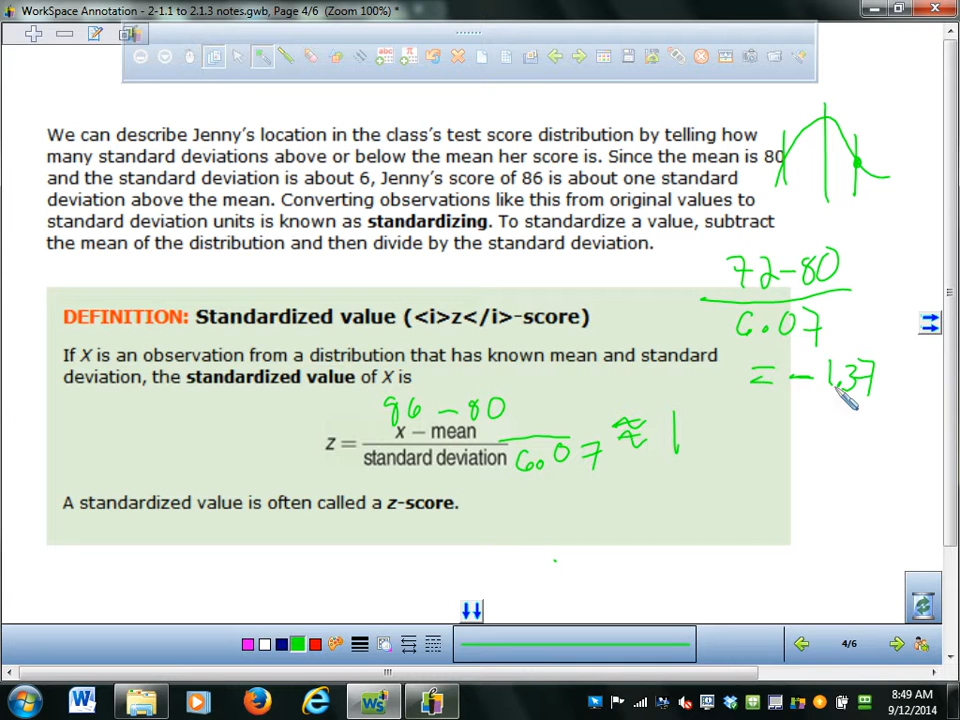 WorkSpace Annotation - 2-1.1 to 2.1.3 notes.gwb, Page 4/6 (Zoom 100%) *
abc
π
We can describe Jenny's location in the class's test score distribution by telling how
many standard deviations above or below the mean her score is. Since the mean is 80
and the standard deviation is about 6, Jenny's score of 86 is about one standard
deviation above the mean. Converting observations like this from original values to
standard deviation units is known as standardizing. To standardize a value, subtract
the mean of the distribution and then divide by the standard deviation.
72-80
6.07
= - 1.37
DEFINITION: Standardized value (<i>z</i>-score)
If X is an observation from a distribution that has known mean and standard
deviation, the standardized value of X is
86 - 80
z = x - mean
standard deviation
6.07 ≈ 1
A standardized value is often called a z-score.
4/6
W
WS
8:49 AM
9/12/2014